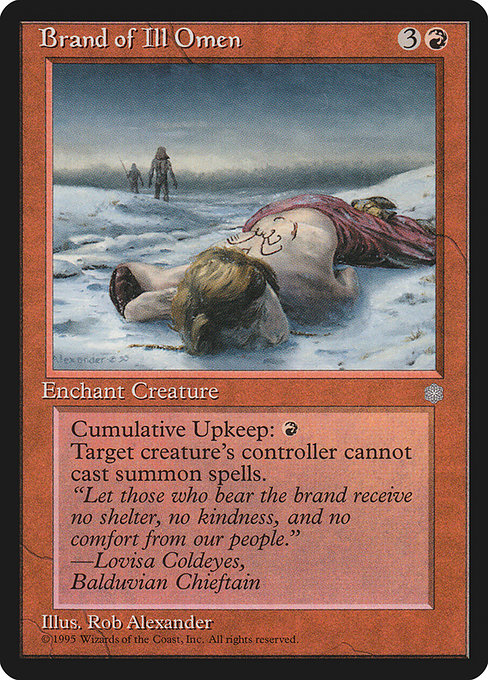 Brand of Ill Omen
3
Alexander
Enchant Creature
Cumulative Upkeep:
Target creature's controller cannot
cast summon spells.
“Let those who bear the brand receive
no shelter, no kindness, and no
comfort from our people.”
—Lovisa Coldeyes,
Balduvian Chieftain
Illus. Rob Alexander
©1995 Wizards of the Coast, Inc. All rights reserved.